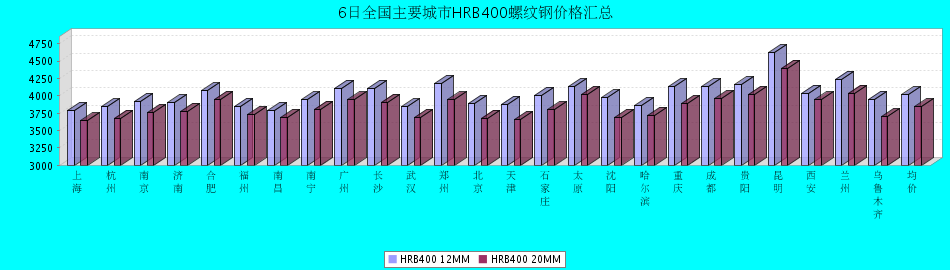 6日全国主要城市HRB400螺纹钢价格汇总
4750
4500
4250
4000
3750
3500
3250
3000
上海
杭州
南京
济南
合肥
福州
南昌
南宁
广州
长沙
武汉
郑州
北京
天津
石家庄
太原
沈阳
哈尔滨
重庆
成都
贵阳
昆明
西安
兰州
乌鲁木齐
均价
HRB400 12MM HRB400 20MM